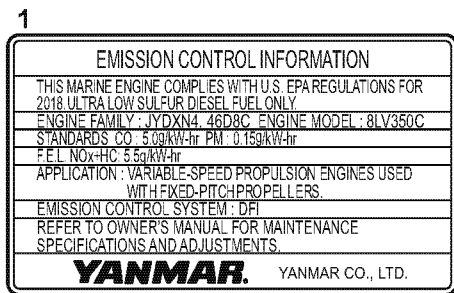 1
EMISSION CONTROL INFORMATION
THIS MARINE ENGINE COMPLIES WITH U.S. EPA REGULATIONS FOR
2018. ULTRA LOW SULFUR DIESEL FUEL ONLY.
ENGINE FAMILY : JYDXN4. 46D8C ENGINE MODEL : 8LV350C
STANDARDS CO : 5.0g/kW-hr PM : 0.15g/kW-hr
F.E.L. NOx+HC: 5.5g/kW-hr
APPLICATION : VARIABLE-SPEED PROPULSION ENGINES USED
WITH FIXED-PITCH PROPELLERS.
EMISSION CONTROL SYSTEM : DFI
REFER TO OWNER'S MANUAL FOR MAINTENANCE
SPECIFICATIONS AND ADJUSTMENTS.
YANMAR. YANMAR CO., LTD.